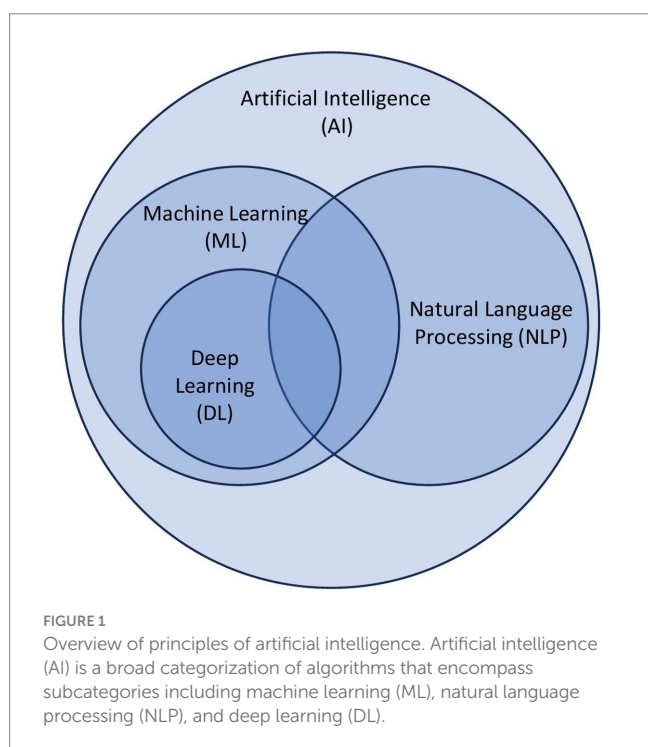 Artificial Intelligence
(AI)
Machine Learning
(ML)
Natural Language
Processing (NLP)
Deep
Learning
(DL)
FIGURE 1
Overview of principles of artificial intelligence. Artificial intelligence
(AI) is a broad categorization of algorithms that encompass
subcategories including machine learning (ML), natural language
processing (NLP), and deep learning (DL).